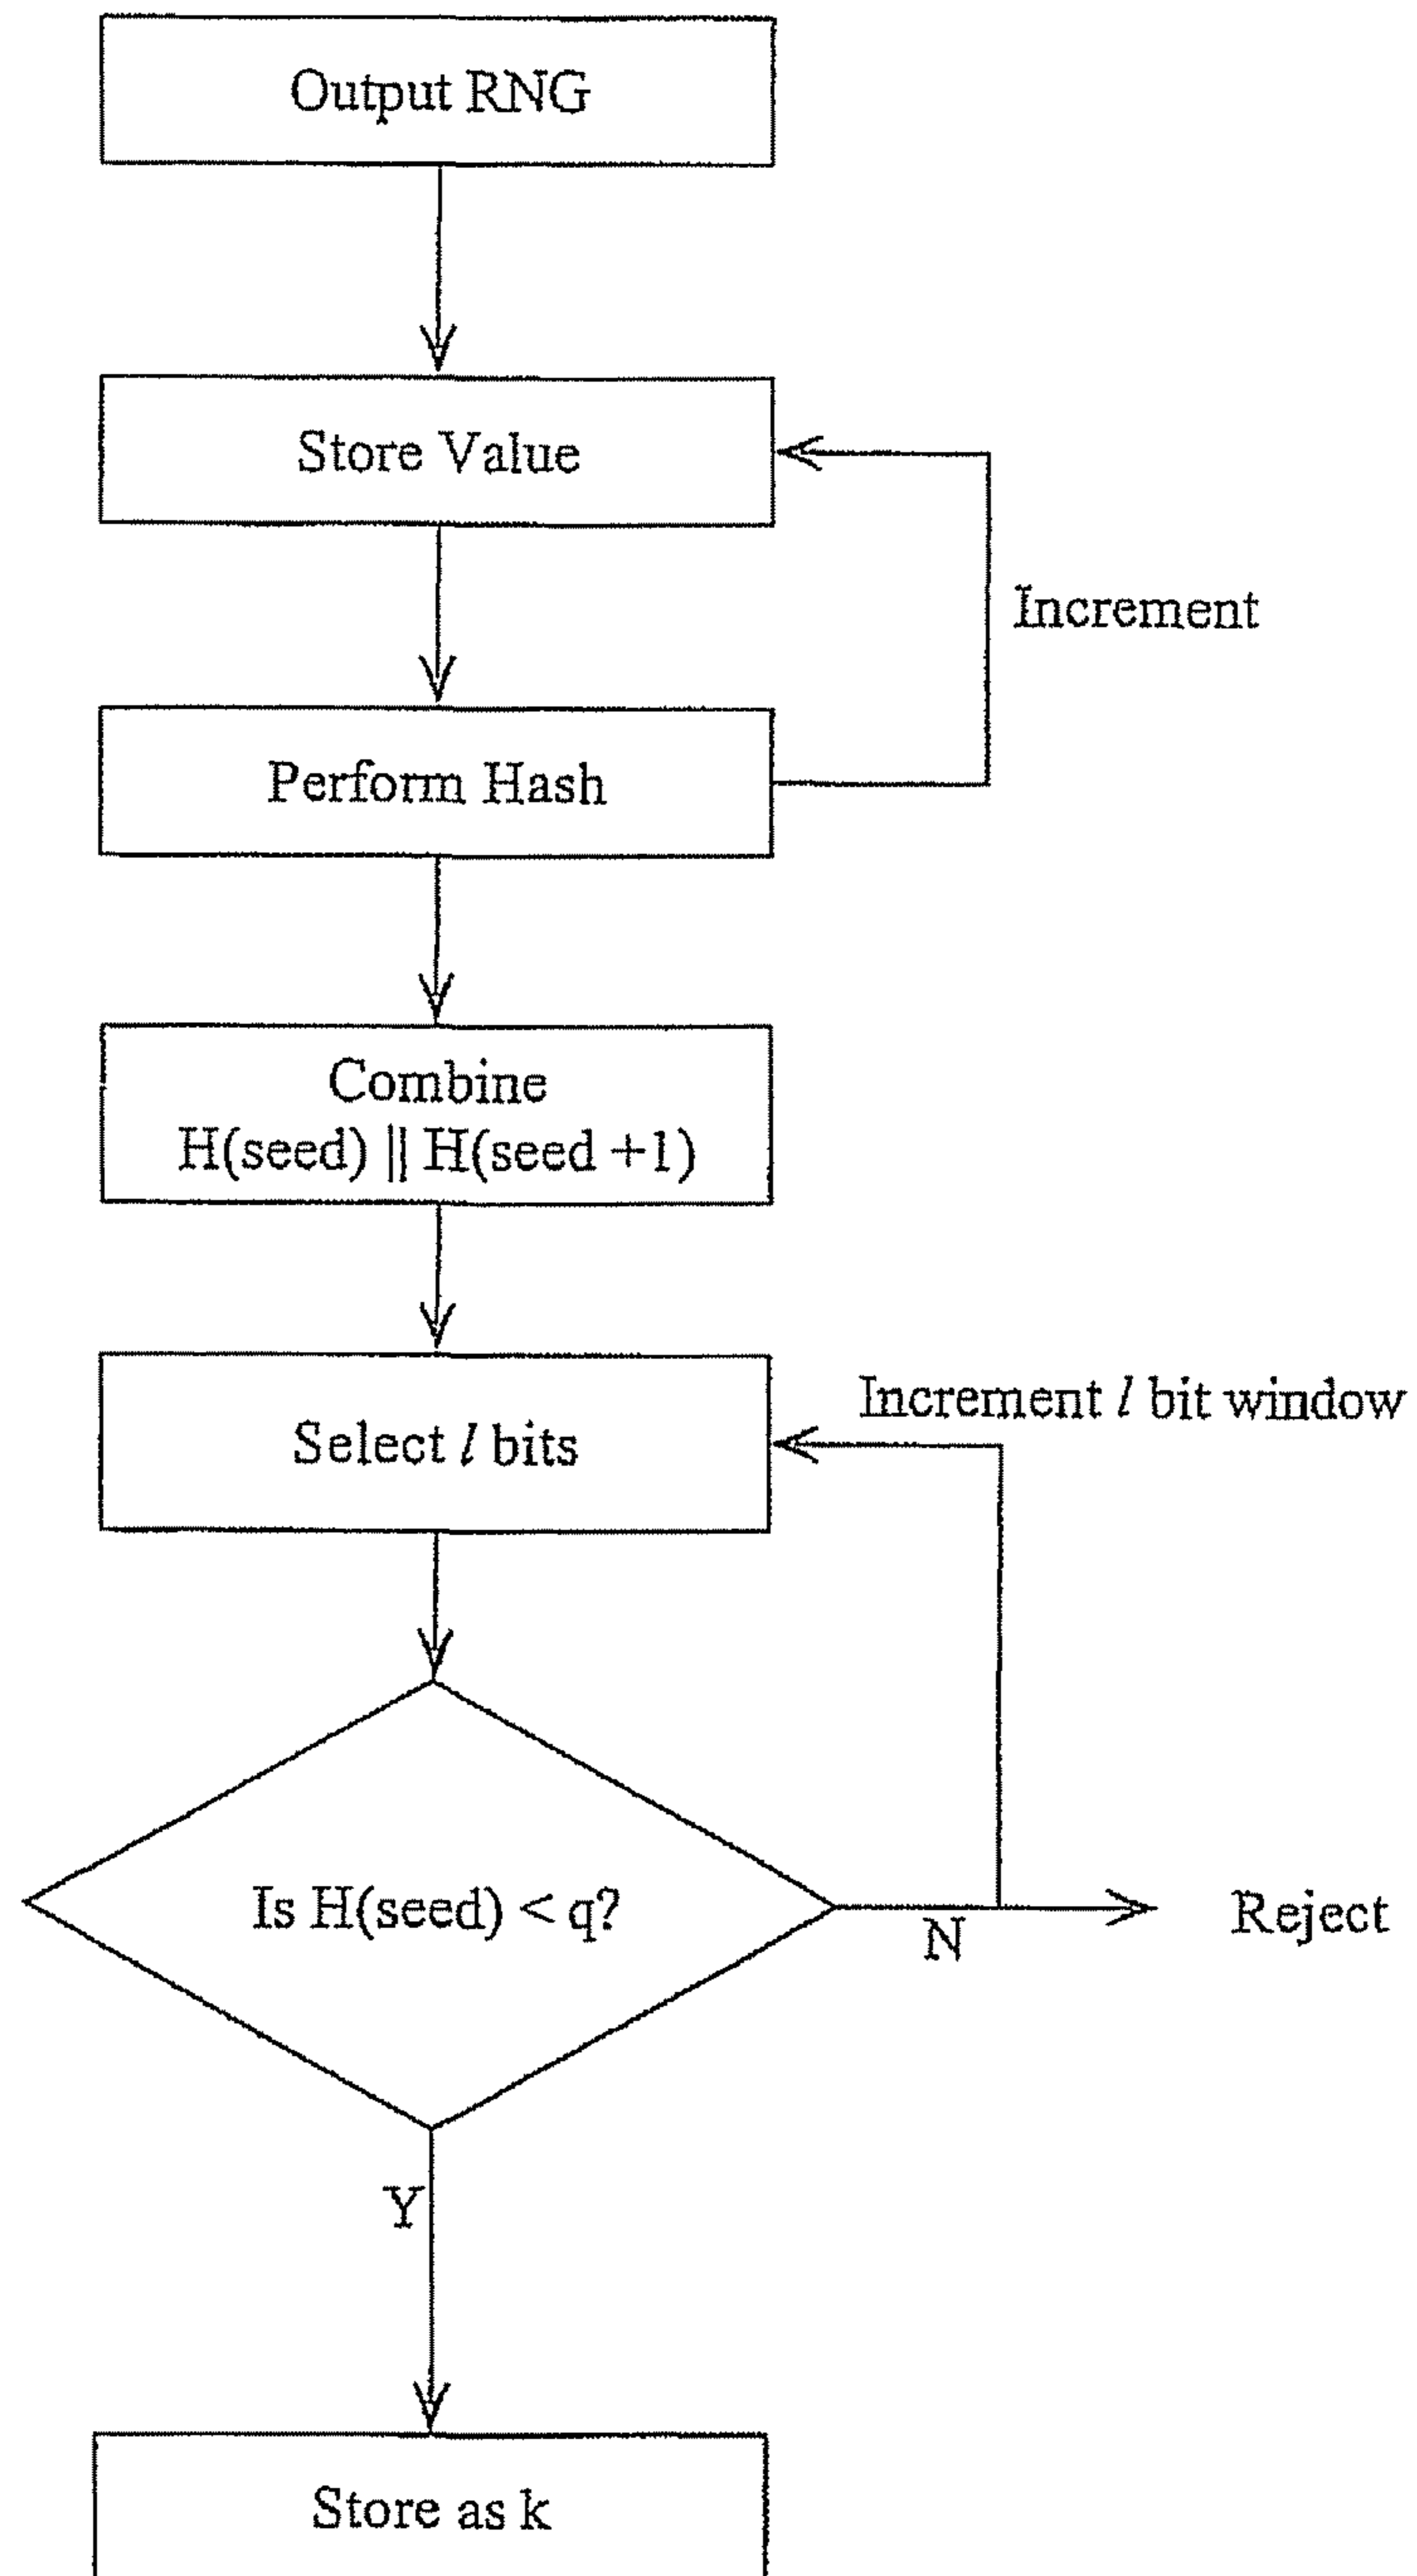 Output RNG
Store Value
Increment
Perform Hash
Combine
H(seed) || H(seed +1)
Increment l bit window
Select l bits
Is H(seed) < q?
N
Reject
Y
Store as k